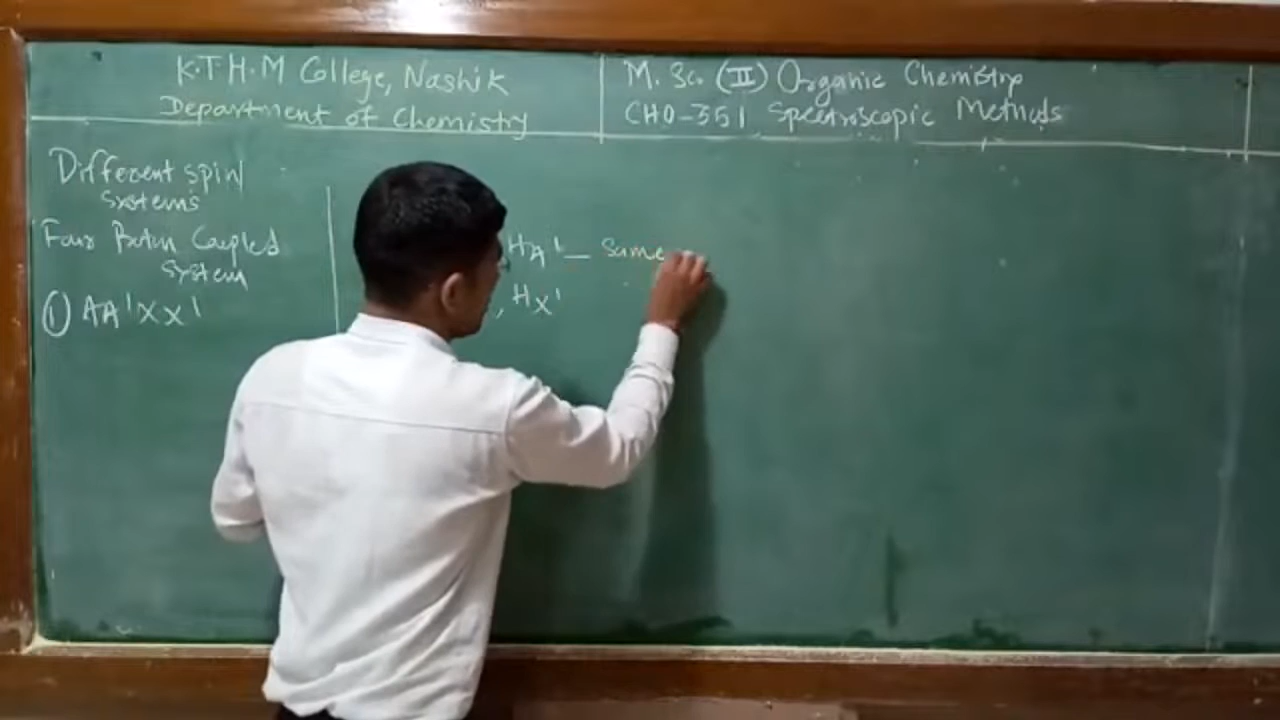 K.T.H.M College, Nashik
Department of Chemistry
M. Sc. (II) Organic Chemistry
CHO-351 Spectroscopic Methods
Different spin
systems
Four Proton Coupled
System
① AA'XX'
HA' — Same
, HX'